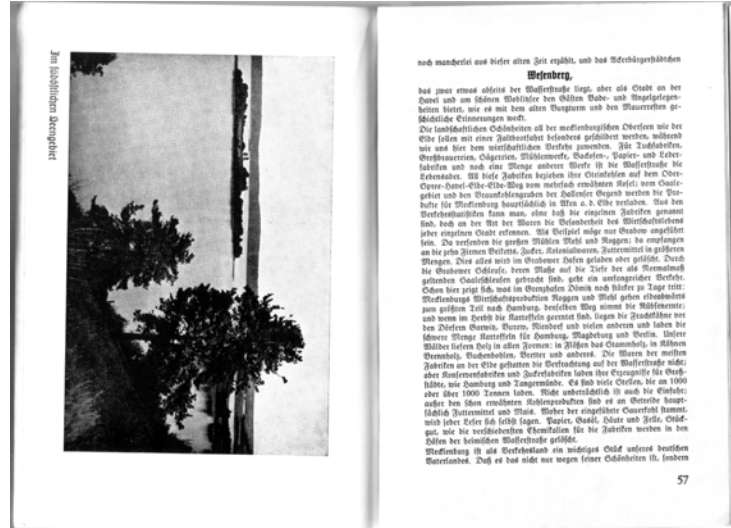 Im südöstlichen Seengebiet
noch mancherlei aus dieser alten Zeit erzählt, und das Ackerbürgerstädtchen
Wesenberg,
das zwar etwas abseits der Wasserstraße liegt, aber als Stadt an der
Havel und am schönen Woblitzsee den Gästen Bade- und Angelgelegen-
heiten bietet, wie es mit dem alten Burgturm und den Mauerresten ge-
schichtliche Erinnerungen weckt.
Die landschaftlichen Schönheiten all der mecklenburgischen Oberseen wie der
Elde sollen mit einer Faltbootfahrt besonders geschildert werden, während
wir uns hier dem wirtschaftlichen Verkehr zuwenden. Für Tuchfabriken,
Großbrauereien, Sägereien, Mühlenwerke, Backofen-, Papier- und Leder-
fabriken und noch eine Menge anderer Werke ist die Wasserstraße die
Lebensader. All diese Fabriken beziehen ihre Steinkohlen auf dem Oder-
Spree-Havel-Elbe-Elde-Weg vom mehrfach erwähnten Kosel; vom Saale-
gebiet und den Braunkohlengruben der Hallenser Gegend werden die Pro-
dukte für Mecklenburg hauptsächlich in Aken a. d. Elbe verladen. Aus den
Verkehrsstatistiken kann man, ohne daß die einzelnen Fabriken genannt
sind, doch an der Art der Waren die Besonderheit des Wirtschaftslebens
jeder einzelnen Stadt erkennen. Als Beispiel möge nur Grabow angeführt
sein. Da versenden die großen Mühlen Mehl und Roggen; da empfangen
an die zehn Firmen Briketts, Zucker, Kolonialwaren, Futtermittel in größeren
Mengen. Dies alles wird im Grabower Hafen geladen oder gelöscht. Durch
die Grabower Schleuse, deren Maße auf die Tiefe der als Normalmaß
geltenden Saaleschleusen gebracht sind, geht ein umfangreicher Verkehr.
Schon hier zeigt sich, was im Grenzhafen Dömitz noch stärker zu Tage tritt:
Mecklenburgs Wirtschaftsproduktion Roggen und Mehl gehen eldeabwärts
zum größten Teil nach Hamburg, denselben Weg nimmt die Rübsenernte;
und wenn im Herbst die Kartoffeln geerntet sind, liegen die Frachtkähne vor
den Dörfern Garwitz, Burow, Niendorf und vielen anderen und laden die
schwere Menge Kartoffeln für Hamburg, Magdeburg und Berlin. Unsere
Wälder liefern Holz in allen Formen: in Flößen das Stammholz, in Kähnen
Brennholz, Buchenbohlen, Bretter und anderes. Die Waren der meisten
Fabriken an der Elde gestatten die Verfrachtung auf der Wasserstraße nicht;
aber Konservenfabriken und Zuckerfabriken laden ihre Erzeugnisse für Groß-
städte, wie Hamburg und Tangermünde. Es sind viele Stellen, die an 1000
oder über 1000 Tonnen laden. Nicht unbeträchtlich ist auch die Einfuhr;
außer den schon erwähnten Kohlenprodukten sind es an Getreide haupt-
sächlich Futtermittel und Mais. Woher der eingeführte Sauerkohl stammt,
wird jeder Leser sich selbst sagen. Papier, Gasöl, Häute und Felle, Stück-
gut, wie die verschiedensten Chemikalien für die Fabriken werden in den
Häfen der heimischen Wasserstraße gelöscht.
Mecklenburg ist als Verkehrsland ein wichtiges Stück unseres deutschen
Vaterlandes. Daß es das nicht nur wegen seiner Schönheiten ist, sondern
57